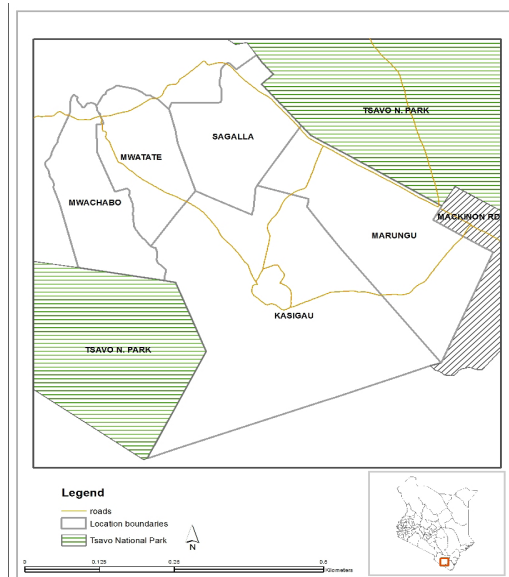 TSAVO N. PARK
SAGALLA
MWATATE
MWACHABO
MACKINON RD
MARUNGU
KASIGAU
TSAVO N. PARK
Legend
roads
Location boundaries
Tsavo National Park
N
0 0.125 0.25 0.5
Kilometers